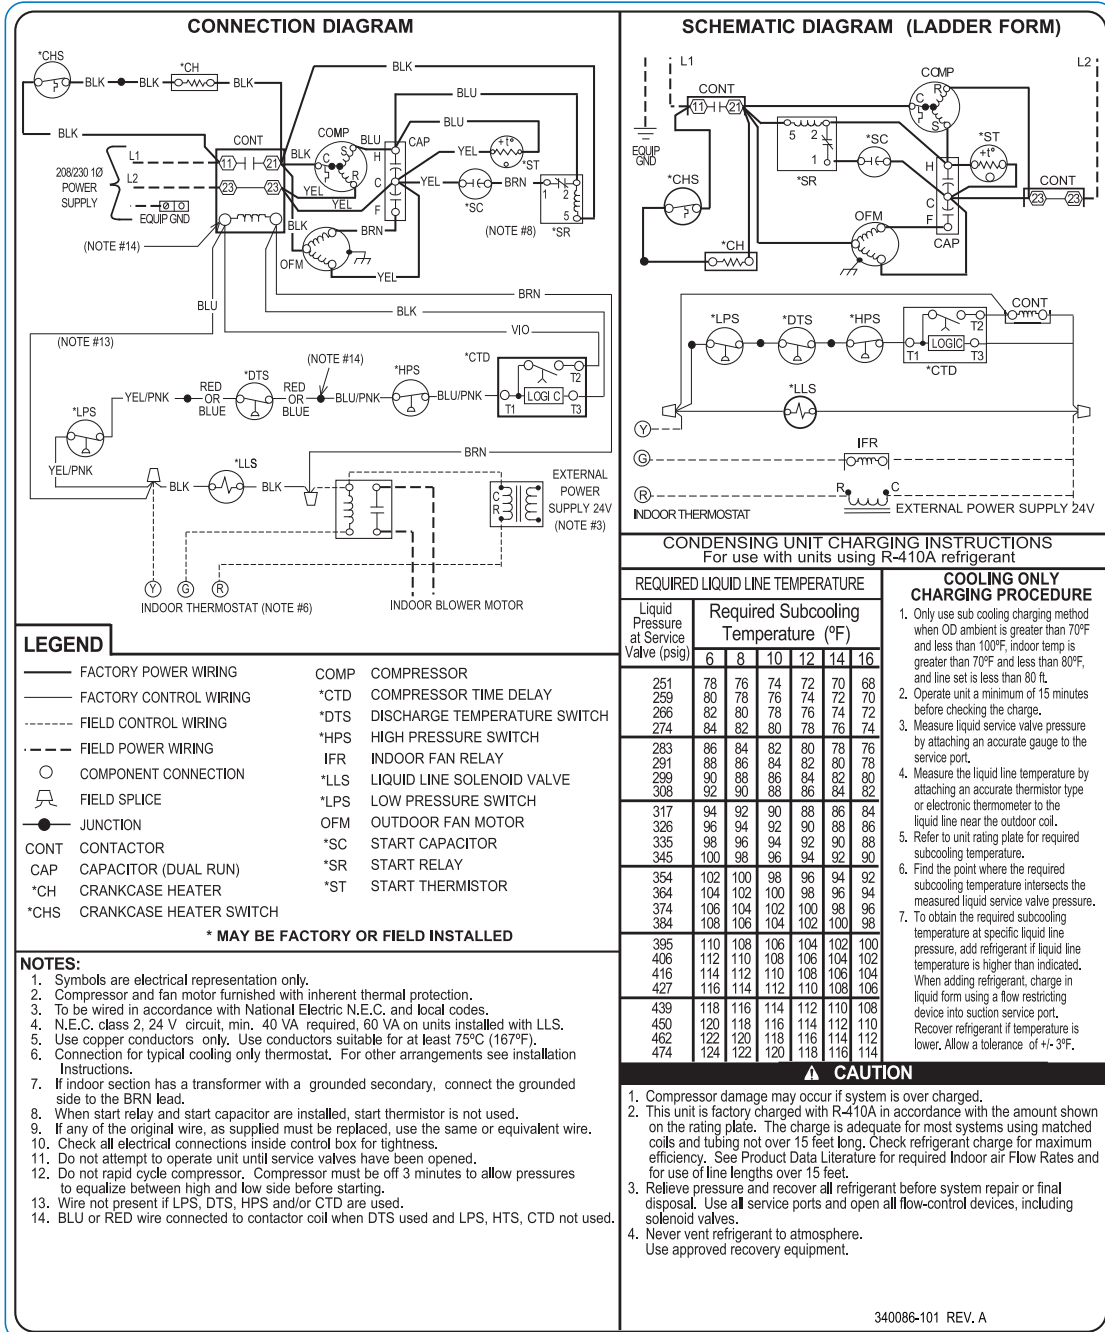 CONNECTION DIAGRAM
*CHS
BLK
BLK
*CH
BLK
BLK
BLU
BLK
CONT
COMP
BLU
CAP
BLU
YEL
+t°
*ST
L1
11
21
BLK
C
S
R
H
C
F
208/230 1Ø
POWER
SUPPLY
L2
23
23
YEL
YEL
YEL
BRN
*SC
2
1
5
*SR
(NOTE #8)
EQUIP GND
(NOTE #14)
BLK
BRN
OFM
YEL
BRN
BLU
BLK
VIO
(NOTE #13)
(NOTE #14)
*CTD
*DTS
*HPS
*LPS
YEL/PNK
RED
OR
BLUE
RED
OR
BLUE
BLU/PNK
BLU/PNK
T1
LOGIC
T2
T3
YEL/PNK
BRN
*LLS
BLK
BLK
C
R
EXTERNAL
POWER
SUPPLY 24V
(NOTE #3)
Y
G
R
INDOOR THERMOSTAT (NOTE #6)
INDOOR BLOWER MOTOR
SCHEMATIC DIAGRAM (LADDER FORM)
L1
L2
CONT
11
21
COMP
R
C
S
EQUIP
GND
5
2
1
*SR
*SC
*ST
+t°
H
C
F
CAP
*CHS
CONT
23
23
OFM
*CH
*LPS
*DTS
*HPS
CONT
T2
T1
LOGIC
T3
*CTD
*LLS
Y
G
IFR
R
R
C
INDOOR THERMOSTAT
EXTERNAL POWER SUPPLY 24V
LEGEND
FACTORY POWER WIRING
FACTORY CONTROL WIRING
FIELD CONTROL WIRING
FIELD POWER WIRING
COMPONENT CONNECTION
FIELD SPLICE
JUNCTION
CONT CONTACTOR
CAP CAPACITOR (DUAL RUN)
*CH CRANKCASE HEATER
*CHS CRANKCASE HEATER SWITCH
COMP COMPRESSOR
*CTD COMPRESSOR TIME DELAY
*DTS DISCHARGE TEMPERATURE SWITCH
*HPS HIGH PRESSURE SWITCH
IFR INDOOR FAN RELAY
*LLS LIQUID LINE SOLENOID VALVE
*LPS LOW PRESSURE SWITCH
OFM OUTDOOR FAN MOTOR
*SC START CAPACITOR
*SR START RELAY
*ST START THERMISTOR
* MAY BE FACTORY OR FIELD INSTALLED
NOTES:
1. Symbols are electrical representation only.
2. Compressor and fan motor furnished with inherent thermal protection.
3. To be wired in accordance with National Electric N.E.C. and local codes.
4. N.E.C. class 2, 24 V circuit, min. 40 VA required, 60 VA on units installed with LLS.
5. Use copper conductors only. Use conductors suitable for at least 75ºC (167ºF).
6. Connection for typical cooling only thermostat. For other arrangements see installation
Instructions.
7. If indoor section has a transformer with a grounded secondary, connect the grounded
side to the BRN lead.
8. When start relay and start capacitor are installed, start thermistor is not used.
9. If any of the original wire, as supplied must be replaced, use the same or equivalent wire.
10. Check all electrical connections inside control box for tightness.
11. Do not attempt to operate unit until service valves have been opened.
12. Do not rapid cycle compressor. Compressor must be off 3 minutes to allow pressures
to equalize between high and low side before starting.
13. Wire not present if LPS, DTS, HPS and/or CTD are used.
14. BLU or RED wire connected to contactor coil when DTS used and LPS, HTS, CTD not used.
CONDENSING UNIT CHARGING INSTRUCTIONS
For use with units using R-410A refrigerant
REQUIRED LIQUID LINE TEMPERATURE
Liquid
Pressure
at Service
Valve (psig)
Required Subcooling
Temperature (ºF)
6 8 10 12 14 16
251 78 76 74 72 70 68
259 80 78 76 74 72 70
266 82 80 78 76 74 72
274 84 82 80 78 76 74
283 86 84 82 80 78 76
291 88 86 84 82 80 78
299 90 88 86 84 82 80
308 92 90 88 86 84 82
317 94 92 90 88 86 84
326 96 94 92 90 88 86
335 98 96 94 92 90 88
345 100 98 96 94 92 90
354 102 100 98 96 94 92
364 104 102 100 98 96 94
374 106 104 102 100 98 96
384 108 106 104 102 100 98
395 110 108 106 104 102 100
406 112 110 108 106 104 102
416 114 112 110 108 106 104
427 116 114 112 110 108 106
439 118 116 114 112 110 108
450 120 118 116 114 112 110
462 122 120 118 116 114 112
474 124 122 120 118 116 114
COOLING ONLY
CHARGING PROCEDURE
1. Only use sub cooling charging method
when OD ambient is greater than 70ºF
and less than 100ºF, indoor temp is
greater than 70ºF and less than 80ºF,
and line set is less than 80 ft.
2. Operate unit a minimum of 15 minutes
before checking the charge.
3. Measure liquid service valve pressure
by attaching an accurate gauge to the
service port.
4. Measure the liquid line temperature by
attaching an accurate thermistor type
or electronic thermometer to the
liquid line near the outdoor coil.
5. Refer to unit rating plate for required
subcooling temperature.
6. Find the point where the required
subcooling temperature intersects the
measured liquid service valve pressure.
7. To obtain the required subcooling
temperature at specific liquid line
pressure, add refrigerant if liquid line
temperature is higher than indicated.
When adding refrigerant, charge in
liquid form using a flow restricting
device into suction service port.
Recover refrigerant if temperature is
lower. Allow a tolerance of +/- 3ºF.
CAUTION
1. Compressor damage may occur if system is over charged.
2. This unit is factory charged with R-410A in accordance with the amount shown
on the rating plate. The charge is adequate for most systems using matched
coils and tubing not over 15 feet long. Check refrigerant charge for maximum
efficiency. See Product Data Literature for required Indoor air Flow Rates and
for use of line lengths over 15 feet.
3. Relieve pressure and recover all refrigerant before system repair or final
disposal. Use all service ports and open all flow-control devices, including
solenoid valves.
4. Never vent refrigerant to atmosphere.
Use approved recovery equipment.
340086-101 REV. A